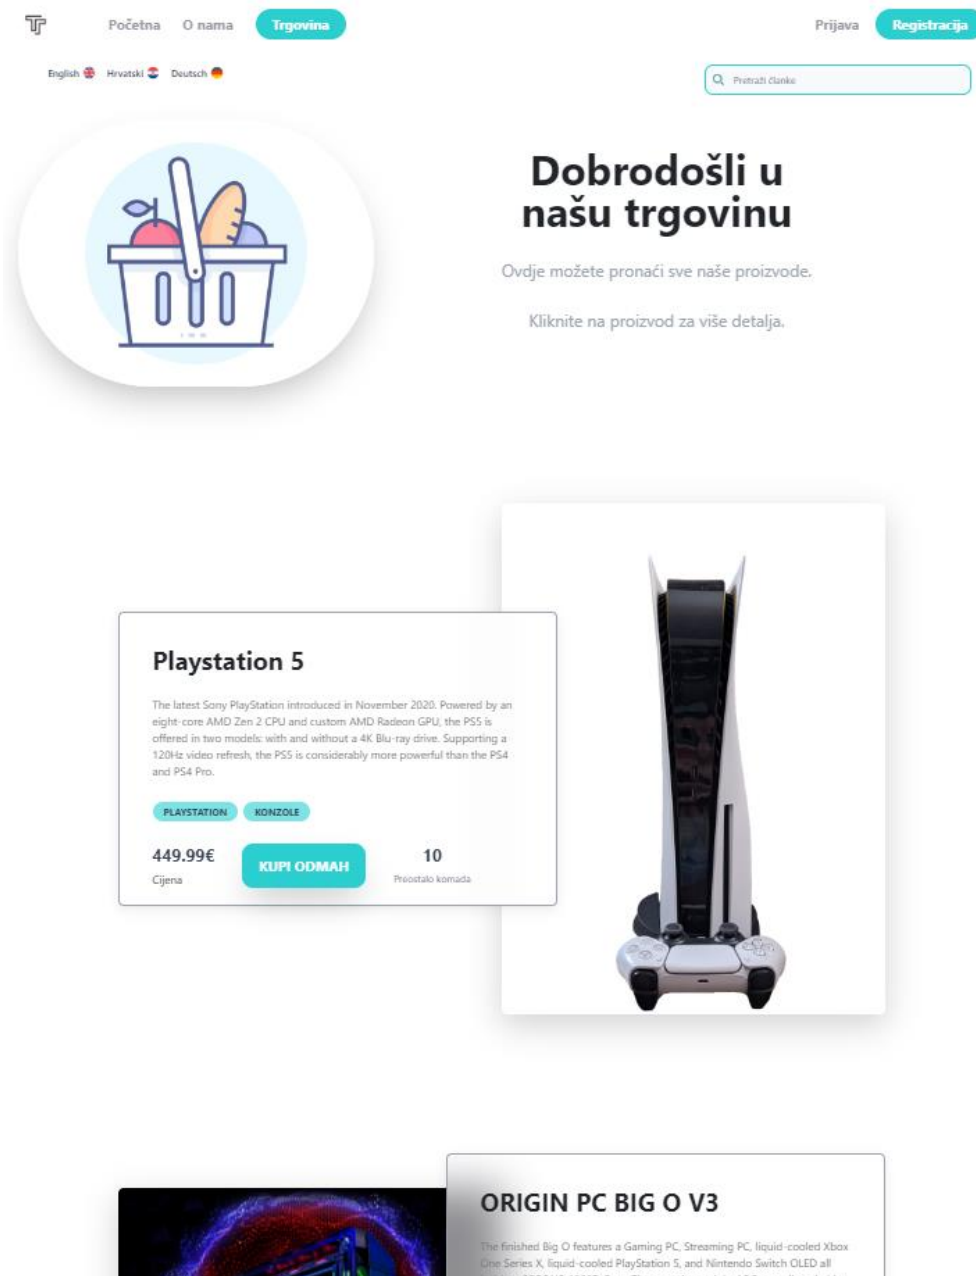 Početna O nama Trgovina Prijava Registracija
English Hrvatski Deutsch Pretraži članke
Dobrodošli u
našu trgovinu
Ovdje možete pronaći sve naše proizvode.
Kliknite na proizvod za više detalja.
Playstation 5
The latest Sony PlayStation introduced in November 2020. Powered by an
eight-core AMD Zen 2 CPU and custom AMD Radeon GPU, the PS5 is
offered in two models: with and without a 4K Blu-ray drive. Supporting a
120Hz video refresh, the PS5 is considerably more powerful than the PS4
and PS4 Pro.
PLAYSTATION KONZOLE
449.99€ KUPI ODMAH 10
Cijena Preostalo komada
ORIGIN PC BIG O V3
The finished Big O features a Gaming PC, Streaming PC, liquid-cooled Xbox
One Series X, liquid-cooled PlayStation 5, and Nintendo Switch OLED all